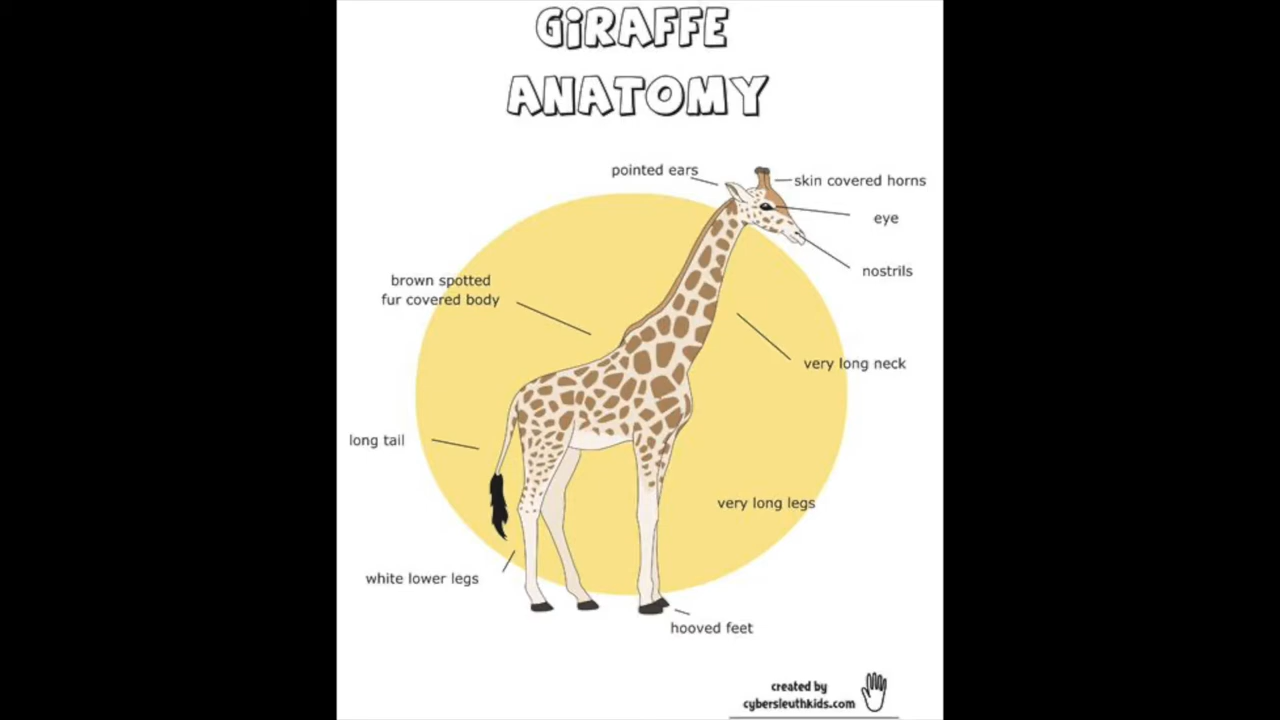 GiRAFFE
ANATOMY
pointed ears
skin covered horns
eye
nostrils
brown spotted
fur covered body
very long neck
long tail
very long legs
white lower legs
hooved feet
created by
cybersleuthkids.com